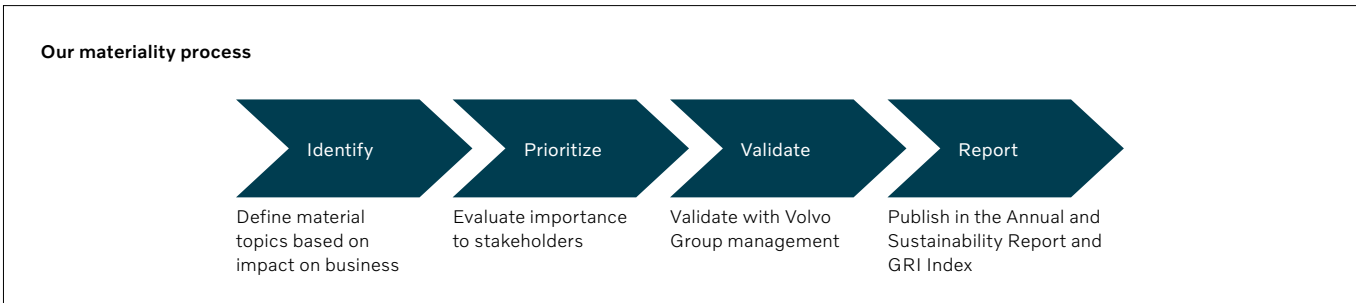 Our materiality process
Identify
Prioritize
Validate
Report
Define material
topics based on
impact on business
Evaluate importance
to stakeholders
Validate with Volvo
Group management
Publish in the Annual and
Sustainability Report and
GRI Index